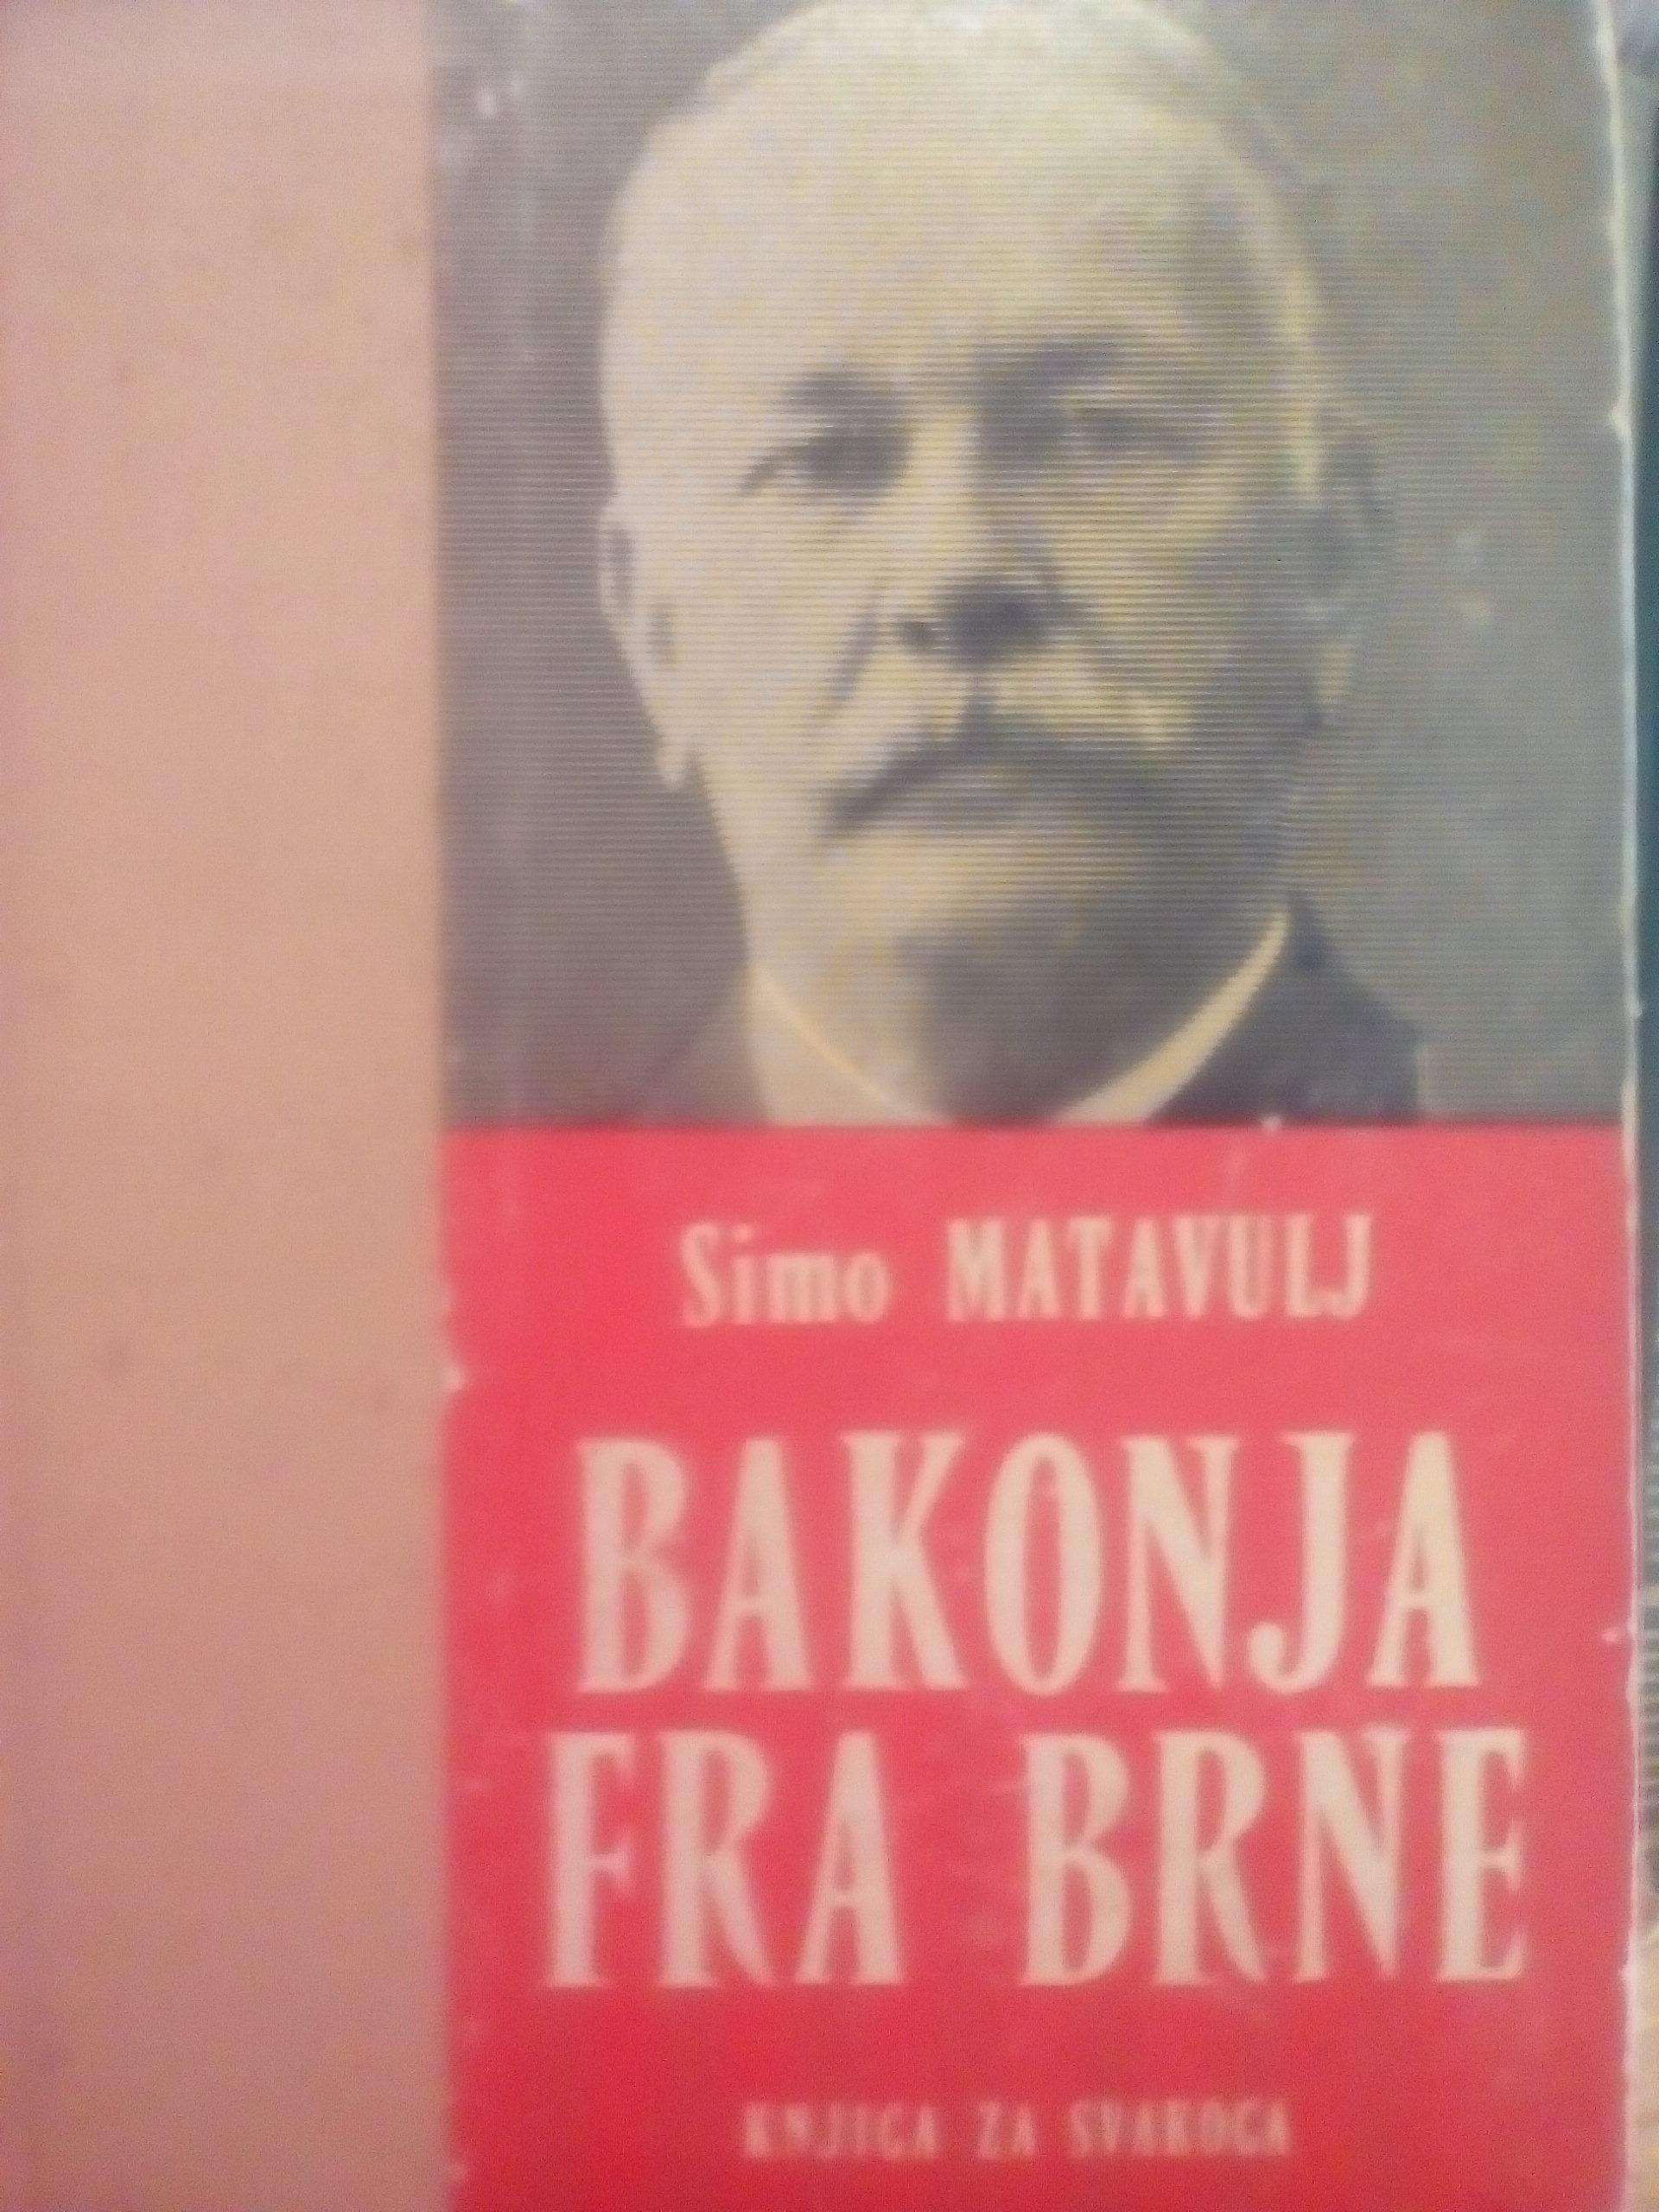 Simo MATAVULJ
BAKONJA
FRA BRNE
KNJIGA ZA SVAKOGA